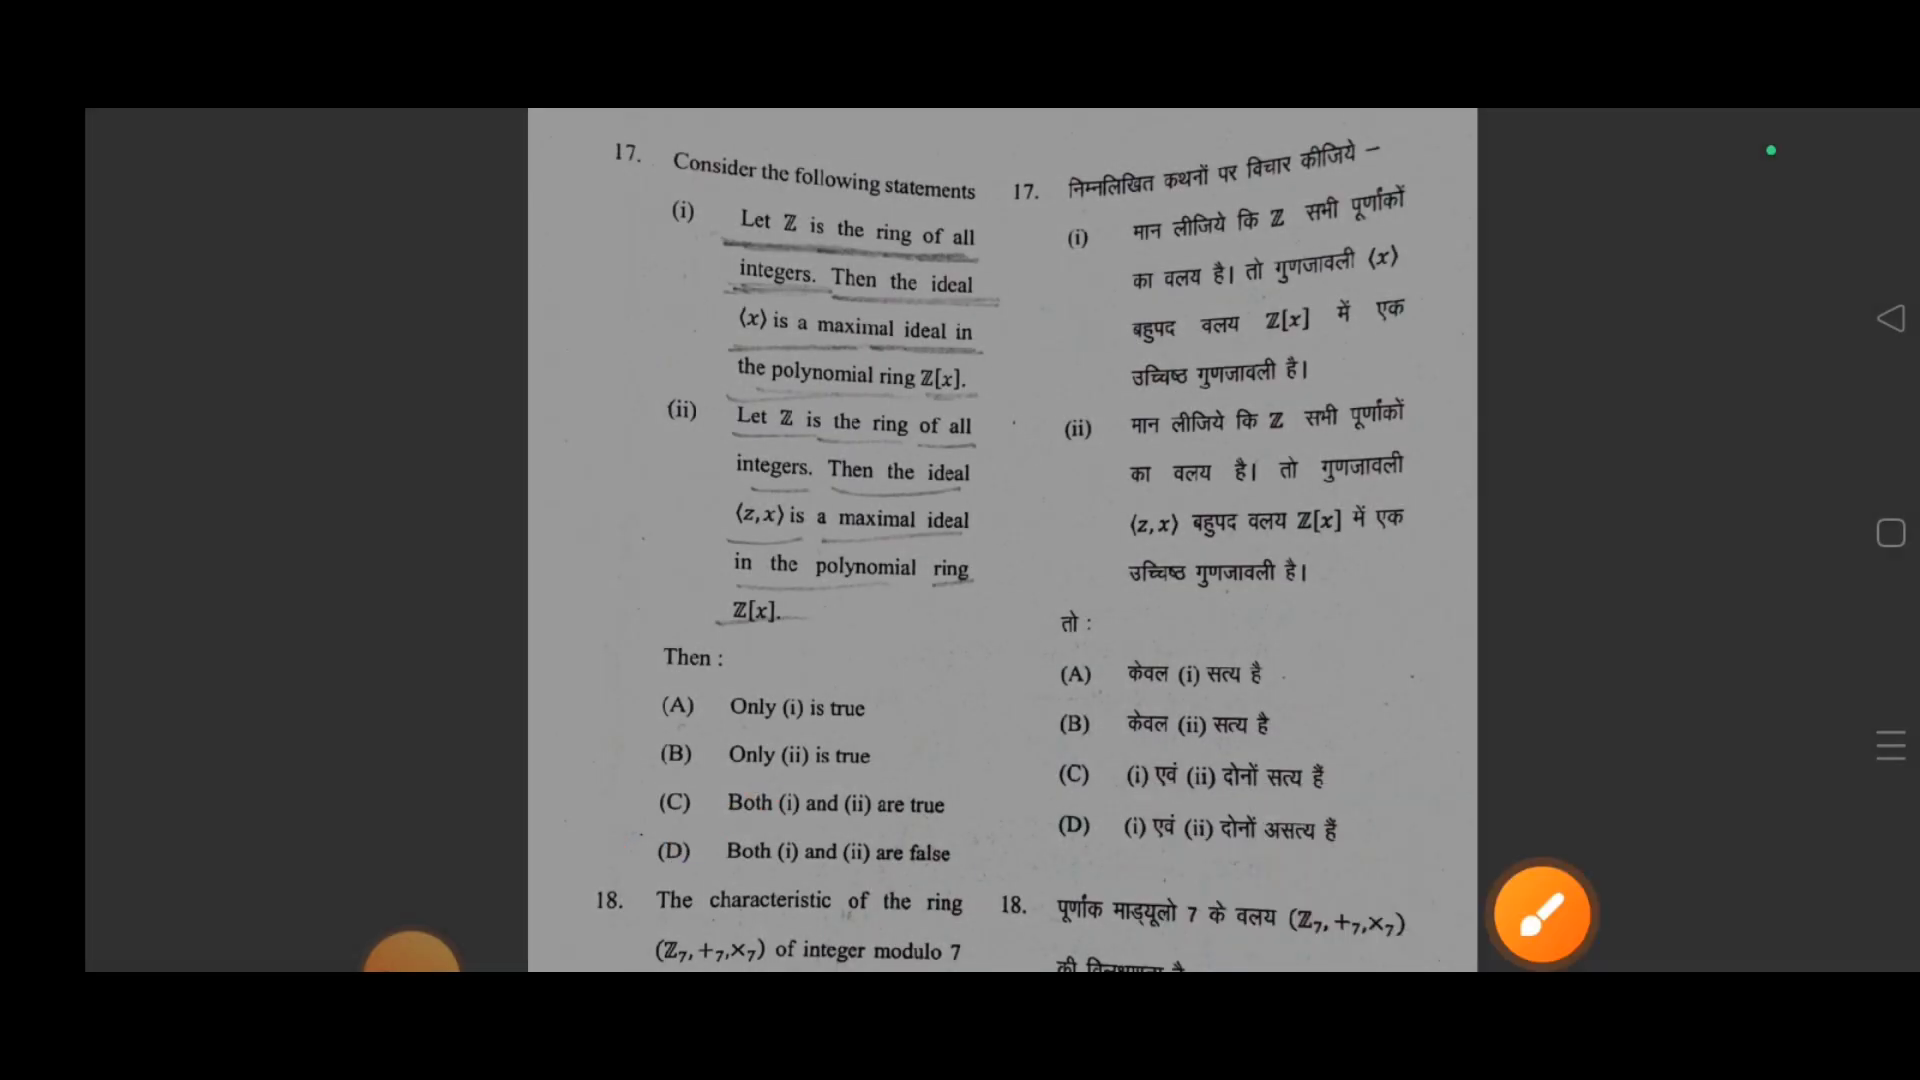 17. Consider the following statements
(i) Let ℤ is the ring of all
integers. Then the ideal
⟨x⟩ is a maximal ideal in
the polynomial ring ℤ[x].
(ii) Let ℤ is the ring of all
integers. Then the ideal
⟨z,x⟩ is a maximal ideal
in the polynomial ring
ℤ[x].
Then :
(A) Only (i) is true
(B) Only (ii) is true
(C) Both (i) and (ii) are true
(D) Both (i) and (ii) are false
18. The characteristic of the ring
(ℤ₇,+₇,×₇) of integer modulo 7
17. निम्नलिखित कथनों पर विचार कीजिये –
(i) मान लीजिये कि ℤ सभी पूर्णांकों
का वलय है। तो गुणजावली ⟨x⟩
बहुपद वलय ℤ[x] में एक
उच्चिष्ठ गुणजावली है।
(ii) मान लीजिये कि ℤ सभी पूर्णांकों
का वलय है। तो गुणजावली
⟨z,x⟩ बहुपद वलय ℤ[x] में एक
उच्चिष्ठ गुणजावली है।
तो :
(A) केवल (i) सत्य है
(B) केवल (ii) सत्य है
(C) (i) एवं (ii) दोनों सत्य हैं
(D) (i) एवं (ii) दोनों असत्य हैं
18. पूर्णांक माड्यूलो 7 के वलय (ℤ₇,+₇,×₇)
की